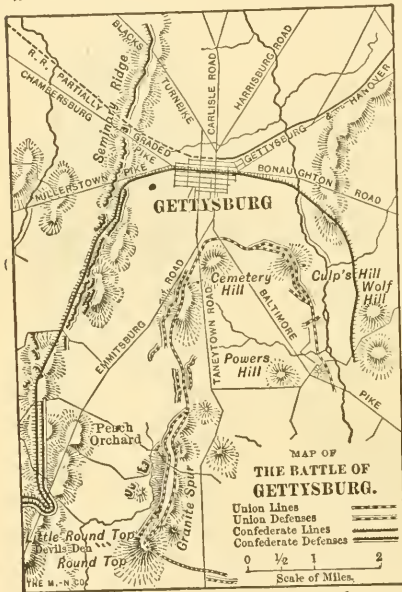 BLACKS
TURNBIKE
CARLISLE ROAD
HARRISBURG ROAD
R.R. PARTIALLY
GRADED
CHAMBERSBURG
PIKE
Seminary Ridge
GETTYSBURG & HANOVER
MILLERSTOWN PIKE
BONAUGHTON
ROAD
GETTYSBURG
Cemetery
Hill
Culp's Hill
Wolf
Hill
EMMITSBURG
ROAD
TANEYTOWN ROAD
BALTIMORE
PIKE
Powers
Hill
Peach
Orchard
Granite Spur
Little Round Top
Devils Den
Round Top
THE M.-N. CO.
MAP OF
THE BATTLE OF
GETTYSBURG.
Union Lines
Union Defenses
Confederate Lines
Confederate Defenses
0 ½ 1 2
Scale of Miles